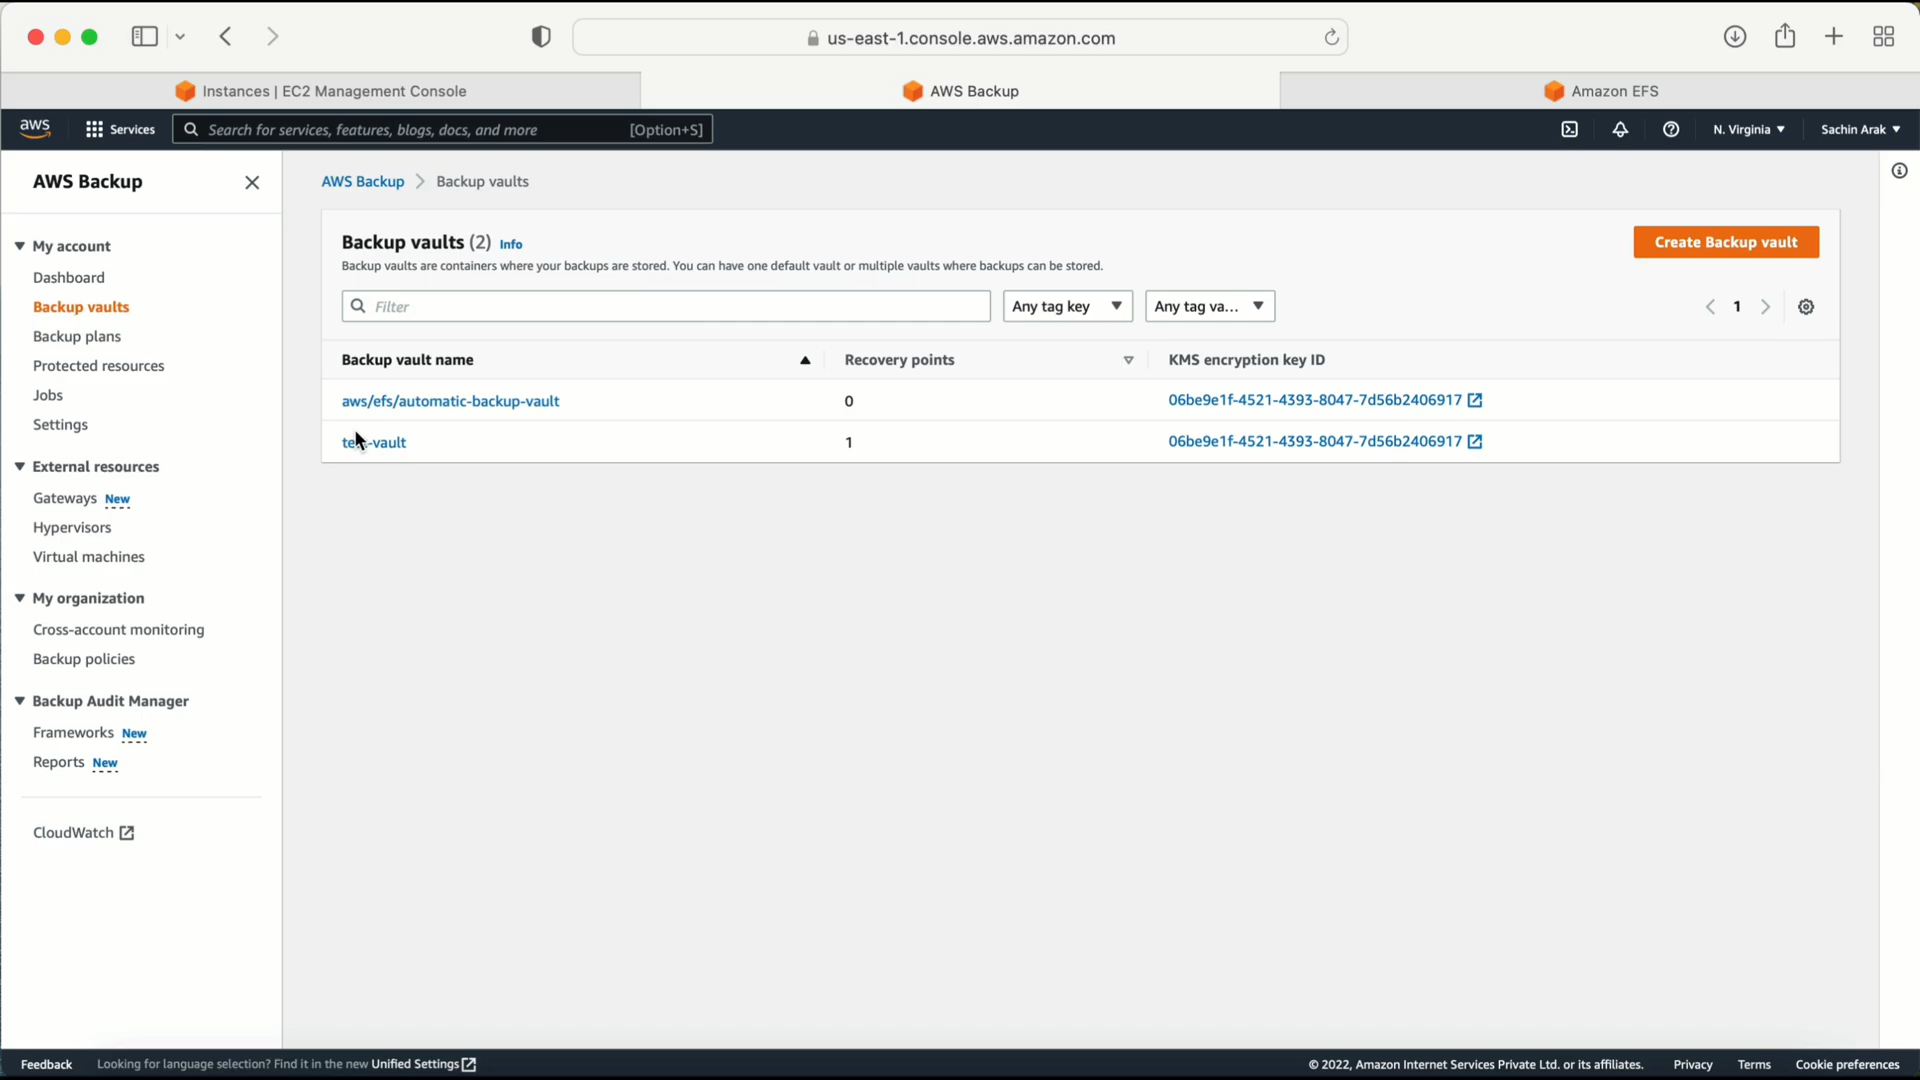 us-east-1.console.aws.amazon.com
Instances | EC2 Management Console
AWS Backup
Amazon EFS
aws
Services
Search for services, features, blogs, docs, and more
[Option+S]
N. Virginia
Sachin Arak
AWS Backup
My account
Dashboard
Backup vaults
Backup plans
Protected resources
Jobs
Settings
External resources
Gateways New
Hypervisors
Virtual machines
My organization
Cross-account monitoring
Backup policies
Backup Audit Manager
Frameworks New
Reports New
CloudWatch
AWS Backup > Backup vaults
Backup vaults (2) Info
Create Backup vault
Backup vaults are containers where your backups are stored. You can have one default vault or multiple vaults where backups can be stored.
Filter
Any tag key
Any tag va...
1
Backup vault name
Recovery points
KMS encryption key ID
aws/efs/automatic-backup-vault
0
06be9e1f-4521-4393-8047-7d56b2406917
-vault
1
06be9e1f-4521-4393-8047-7d56b2406917
Feedback
Looking for language selection? Find it in the new Unified Settings
© 2022, Amazon Internet Services Private Ltd. or its affiliates.
Privacy
Terms
Cookie preferences